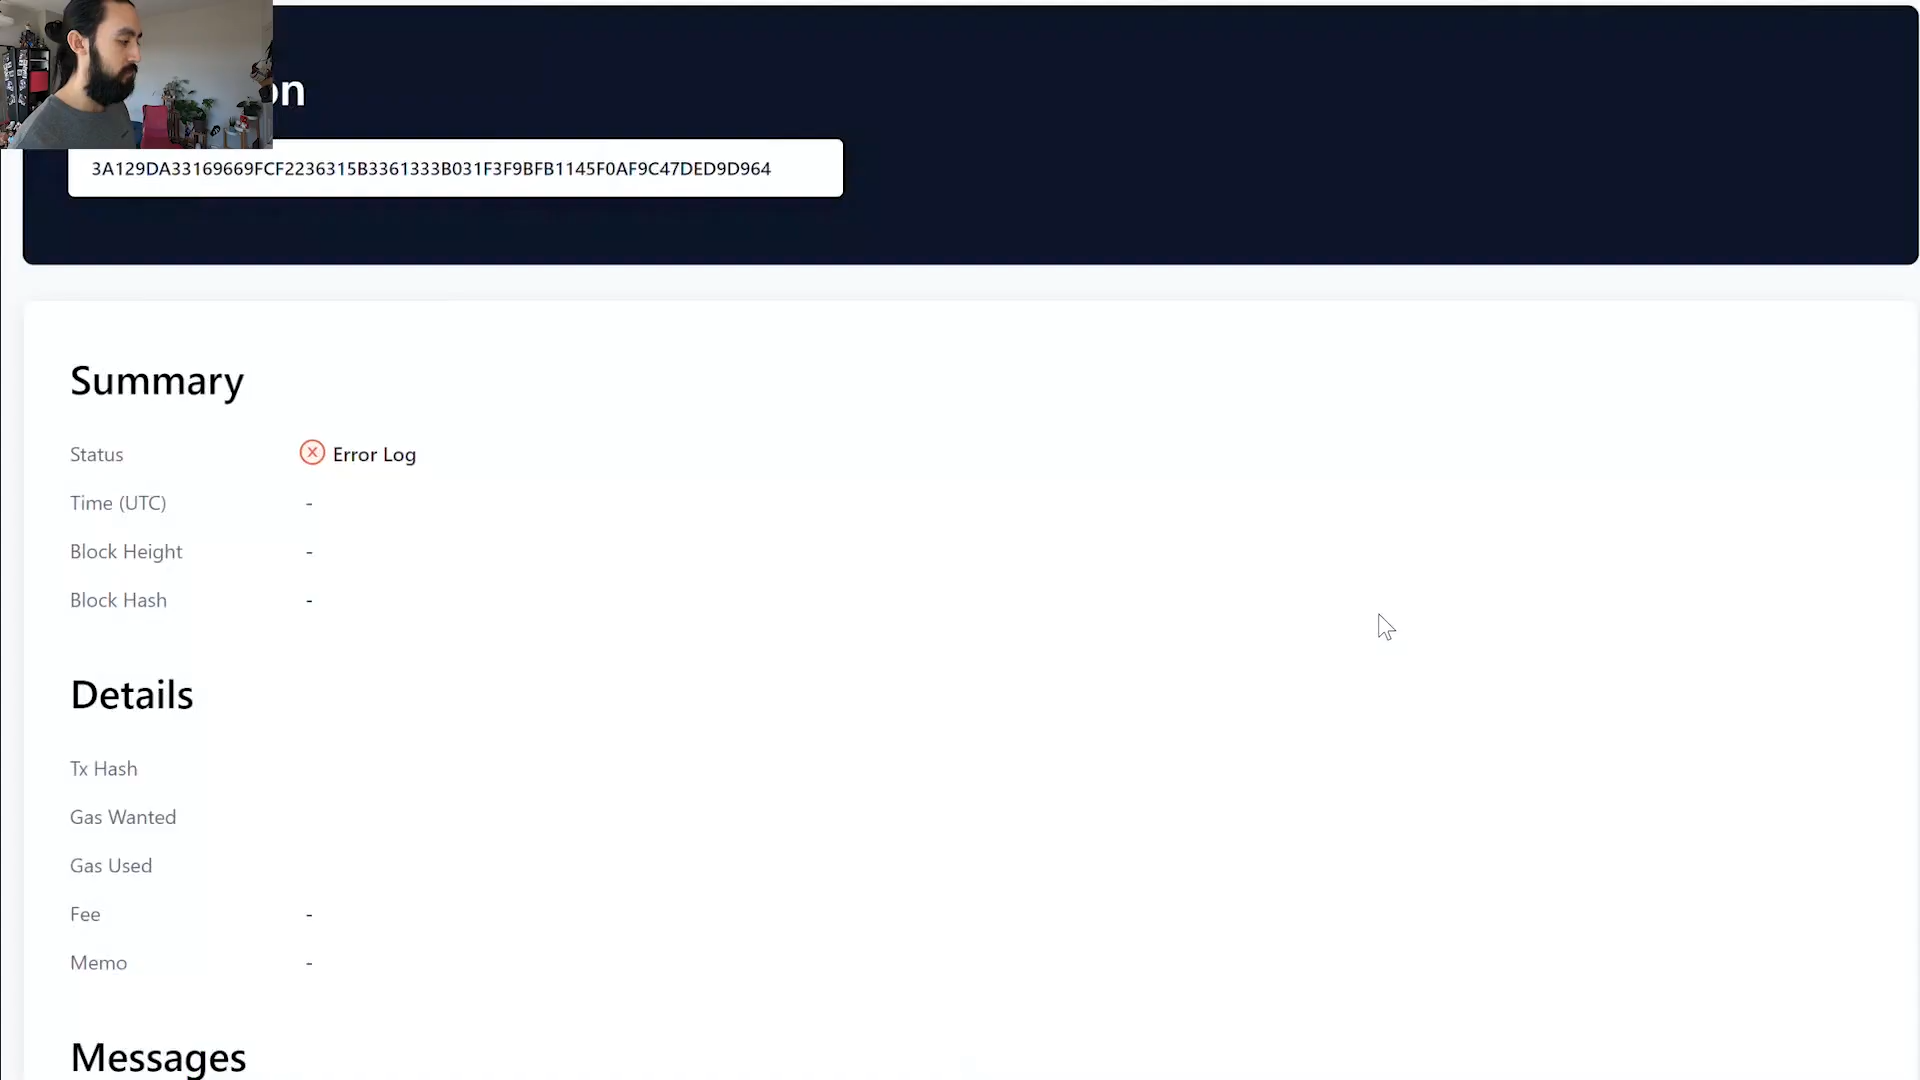 on
3A129DA33169669FCF2236315B3361333B031F3F9BFB1145F0AF9C47DED9D964
Summary
Status Error Log
Time (UTC) -
Block Height -
Block Hash -
Details
Tx Hash
Gas Wanted
Gas Used
Fee -
Memo -
Messages